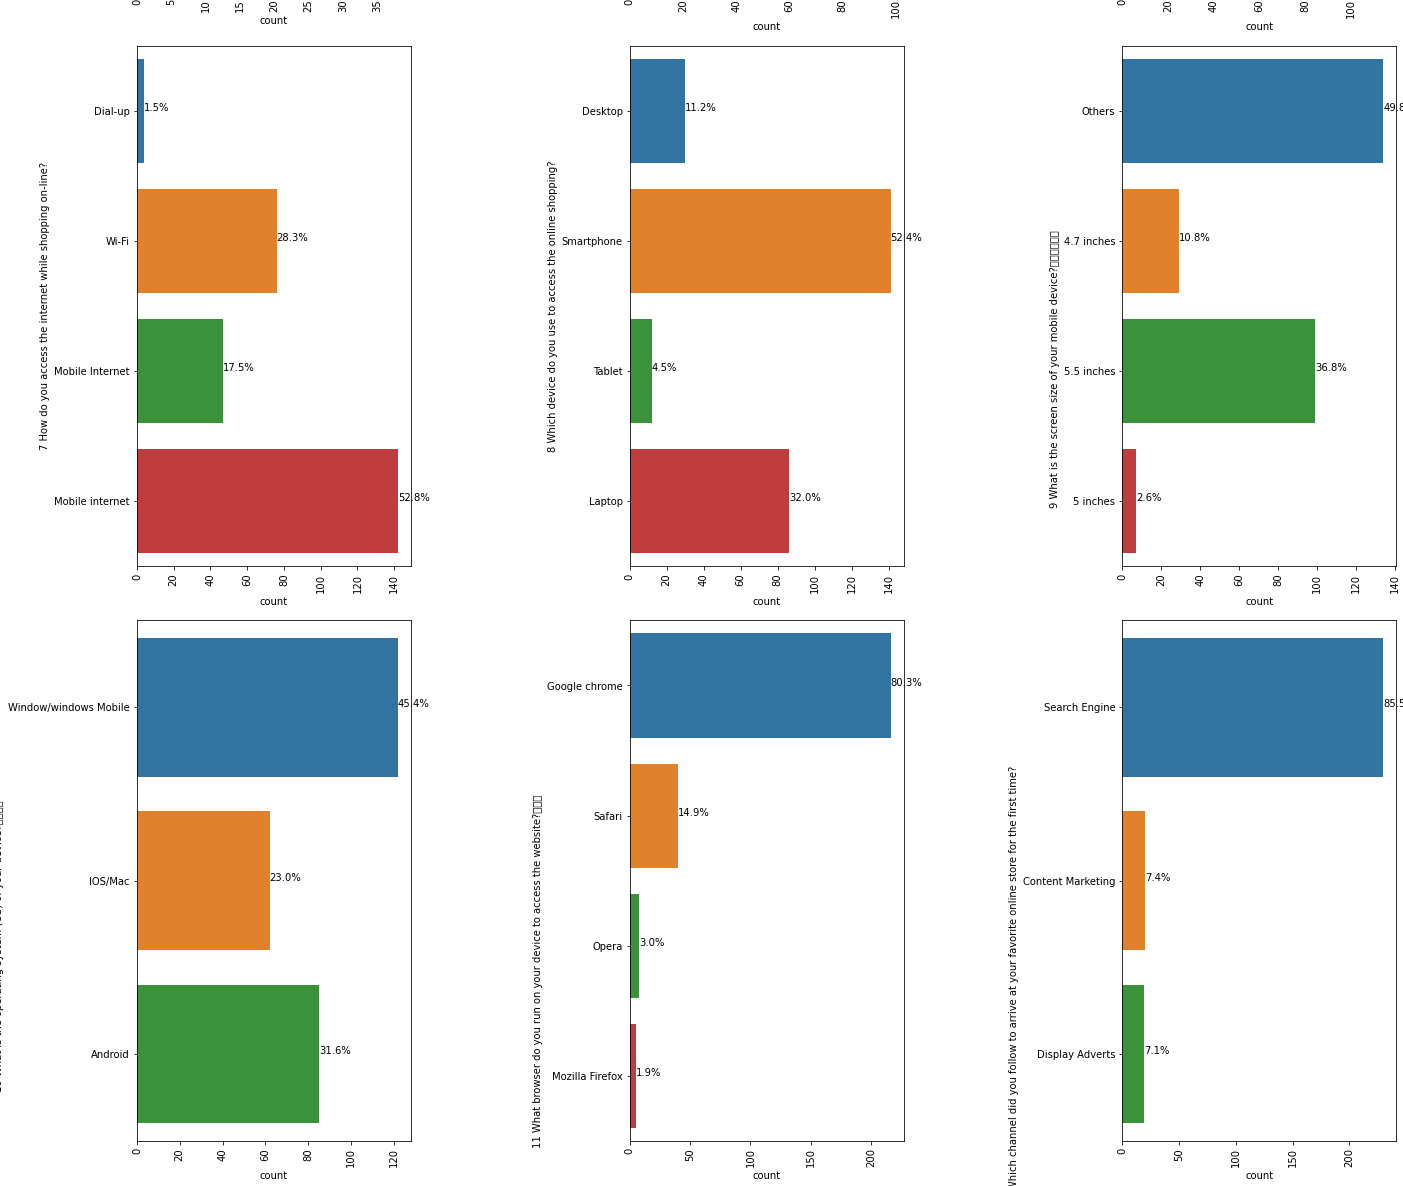 0 5 10 15 20 25 30 35
count
0 20 40 60 80 100
count
0 20 40 60 80 100
count
7 How do you access the internet while shopping on-line?
Dial-up
1.5%
Wi-Fi
28.3%
Mobile Internet
17.5%
Mobile internet
52.8%
0 20 40 60 80 100 120 140
count
8 Which device do you use to access the online shopping?
Desktop
11.2%
Smartphone
52.4%
Tablet
4.5%
Laptop
32.0%
0 20 40 60 80 100 120 140
count
9 What is the screen size of your mobile device?
Others
49.8
4.7 inches
10.8%
5.5 inches
36.8%
5 inches
2.6%
0 20 40 60 80 100 120 140
count
Window/windows Mobile
45.4%
IOS/Mac
23.0%
Android
31.6%
0 20 40 60 80 100 120
count
11 What browser do you run on your device to access the website?
Google chrome
80.3%
Safari
14.9%
Opera
3.0%
Mozilla Firefox
1.9%
0 50 100 150 200
count
Which channel did you follow to arrive at your favorite online store for the first time?
Search Engine
85.5
Content Marketing
7.4%
Display Adverts
7.1%
0 50 100 150 200
count